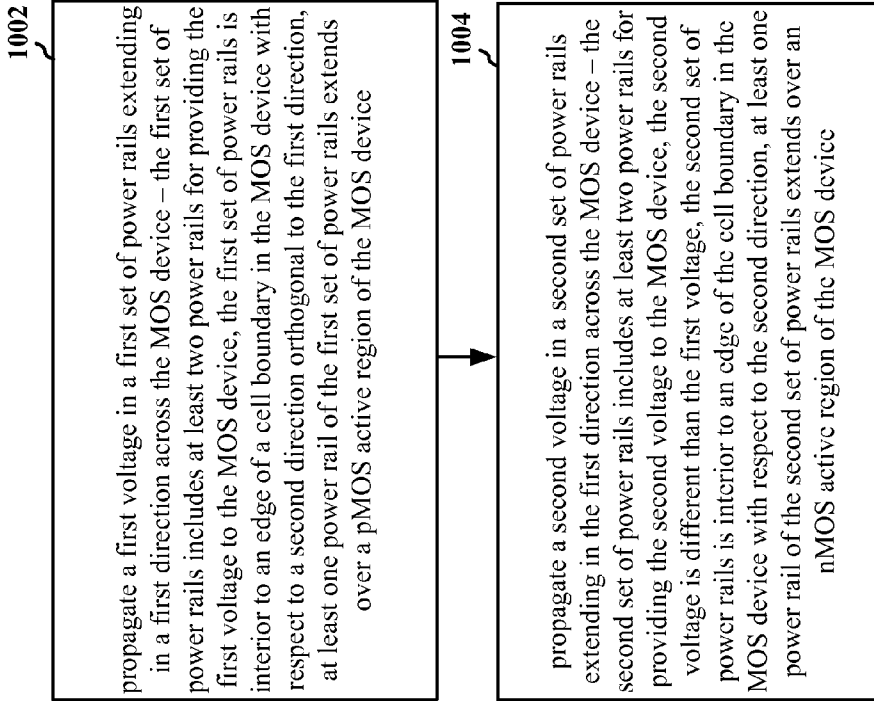 1002
propagate a first voltage in a first set of power rails extending
in a first direction across the MOS device – the first set of
power rails includes at least two power rails for providing the
first voltage to the MOS device, the first set of power rails is
interior to an edge of a cell boundary in the MOS device with
respect to a second direction orthogonal to the first direction,
at least one power rail of the first set of power rails extends
over a pMOS active region of the MOS device
1004
propagate a second voltage in a second set of power rails
extending in the first direction across the MOS device – the
second set of power rails includes at least two power rails for
providing the second voltage to the MOS device, the second
voltage is different than the first voltage, the second set of
power rails is interior to an edge of the cell boundary in the
MOS device with respect to the second direction, at least one
power rail of the second set of power rails extends over an
nMOS active region of the MOS device